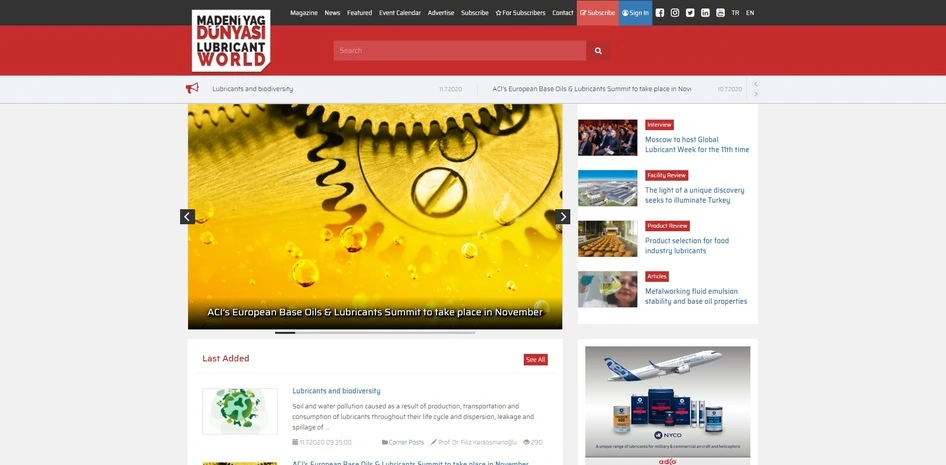 Magazine News Featured Event Calendar Advertise Subscribe For Subscribers Contact Subscribe Sign In TR EN
MADENİ YAĞ
DÜNYASI
LUBRICANT
WORLD
Search
Lubricants and biodiversity 11.7.2020 ACI's European Base Oils & Lubricants Summit to take place in Nov 10.7.2020
Interview
Moscow to host Global
Lubricant Week for the 11th time
Facility Review
The light of a unique discovery
seeks to illuminate Turkey
Product Review
Product selection for food
industry lubricants
Articles
Metalworking fluid emulsion
stability and base oil properties
ACI's European Base Oils & Lubricants Summit to take place in November
Last Added See All
Lubricants and biodiversity
Soil and water pollution caused as a result of production, transportation and
consumption of lubricants throughout their life cycle and dispersion, leakage and
spillage of ...
11.7.2020 09:25:00 Corner Posts Prof. Dr. Filiz Karaosmanoğlu 290
ACI's European Base Oils & Lubricants Summit to take place in November
NYCO
A unique range of lubricants for military & commercial aircraft and helicopters
adco